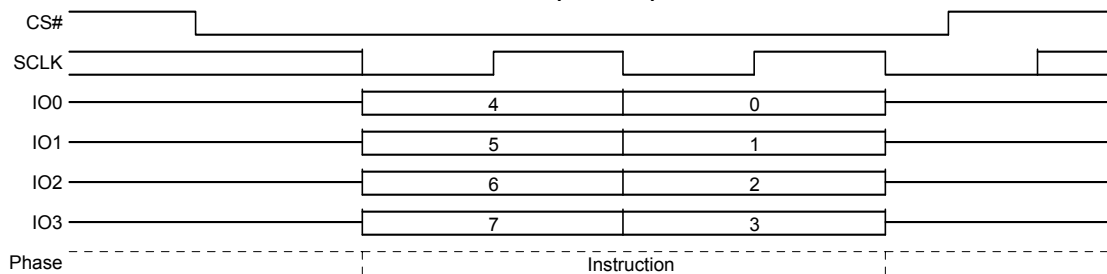 CS#
SCLK
IO0 4 0
IO1 5 1
IO2 6 2
IO3 7 3
Phase Instruction